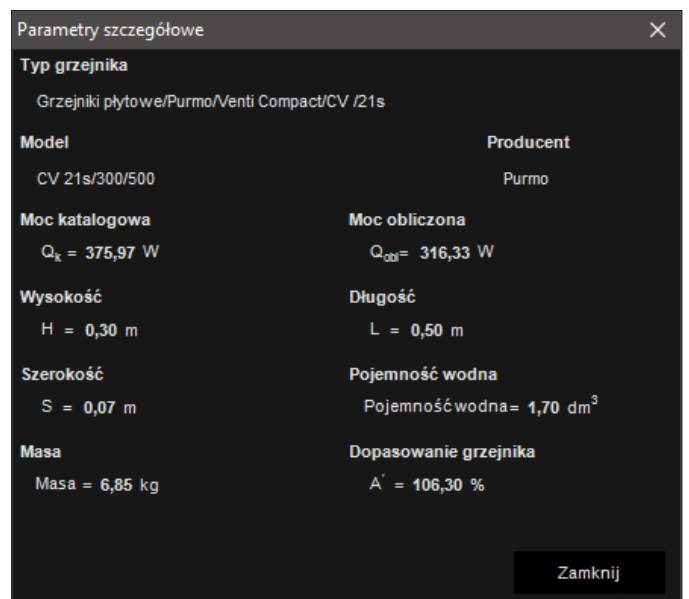 Parametry szczegółowe
Typ grzejnika
Grzejniki płytowe/Purmo/Venti Compact/CV /21s
Model Producent
CV 21s/300/500 Purmo
Moc katalogowa Moc obliczona
Qk = 375,97 W Qobl= 316,33 W
Wysokość Długość
H = 0,30 m L = 0,50 m
Szerokość Pojemność wodna
S = 0,07 m Pojemność wodna= 1,70 dm³
Masa Dopasowanie grzejnika
Masa = 6,85 kg A' = 106,30 %
Zamknij